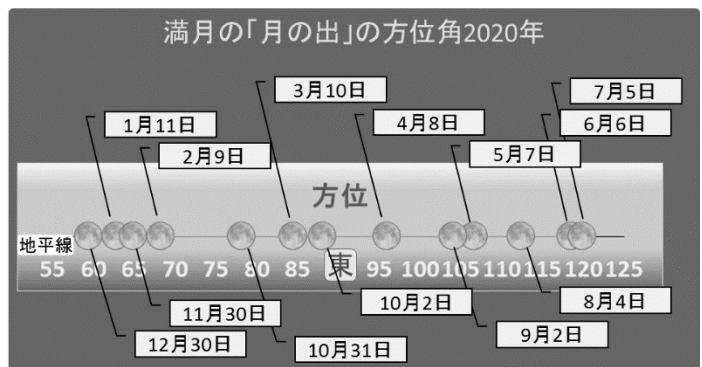 満月の「月の出」の方位角2020年
7月5日
3月10日
6月6日
1月11日
4月8日
2月9日
5月7日
方位
地平線
55 60 65 70 75 80 85 東 95 100 105 110 115 120 125
10月2日
8月4日
11月30日
9月2日
12月30日
10月31日